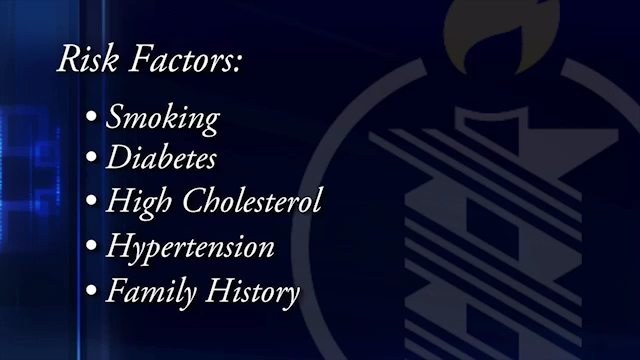 Risk Factors:
• Smoking
• Diabetes
• High Cholesterol
• Hypertension
• Family History